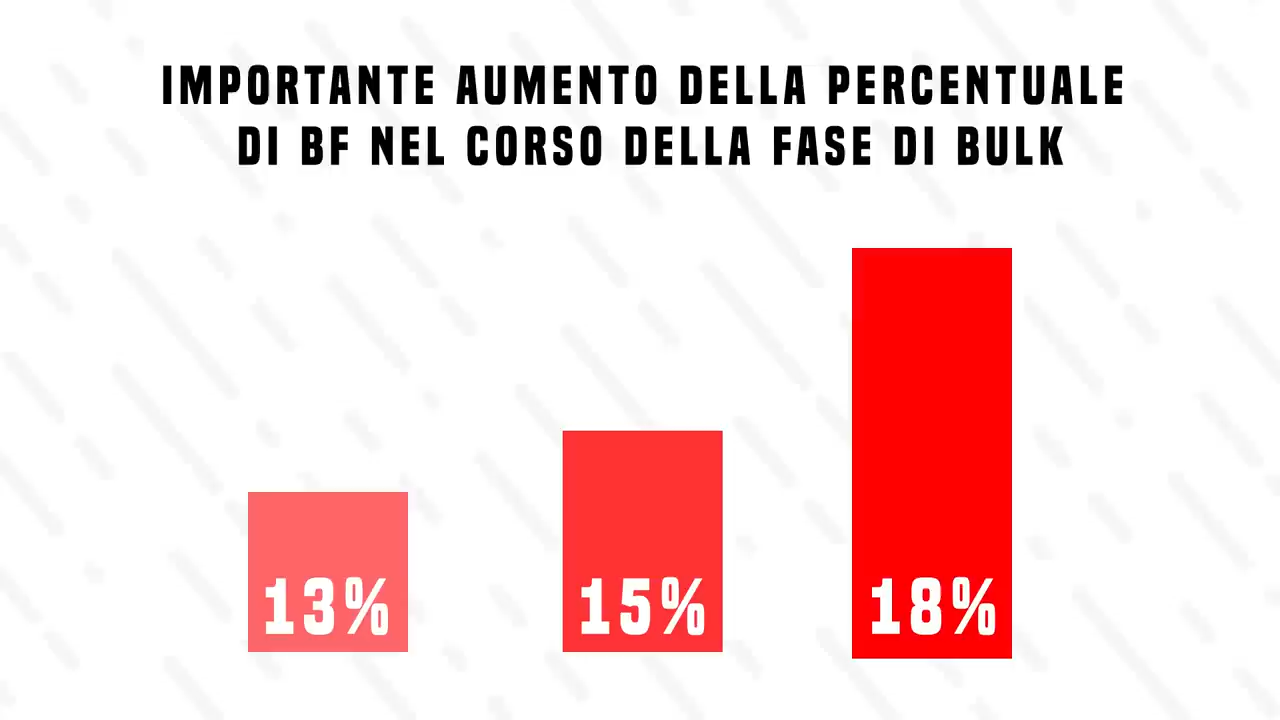 IMPORTANTE AUMENTO DELLA PERCENTUALE
DI BF NEL CORSO DELLA FASE DI BULK
13%
15%
18%